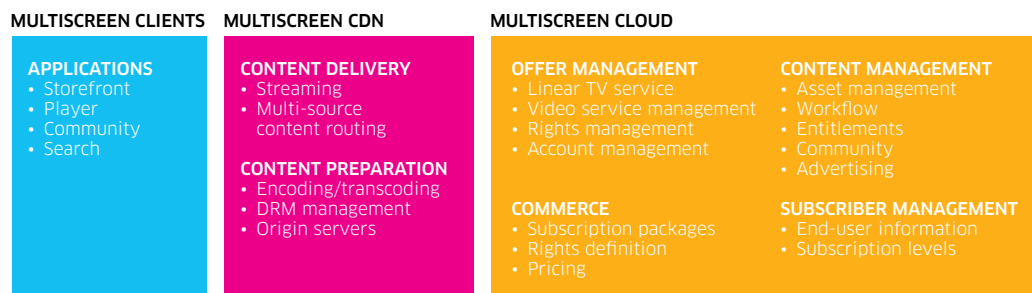 MULTISCREEN CLIENTS
APPLICATIONS
• Storefront
• Player
• Community
• Search
MULTISCREEN CDN
CONTENT DELIVERY
• Streaming
• Multi-source
content routing
CONTENT PREPARATION
• Encoding/transcoding
• DRM management
• Origin servers
MULTISCREEN CLOUD
OFFER MANAGEMENT
• Linear TV service
• Video service management
• Rights management
• Account management
COMMERCE
• Subscription packages
• Rights definition
• Pricing
CONTENT MANAGEMENT
• Asset management
• Workflow
• Entitlements
• Community
• Advertising
SUBSCRIBER MANAGEMENT
• End-user information
• Subscription levels